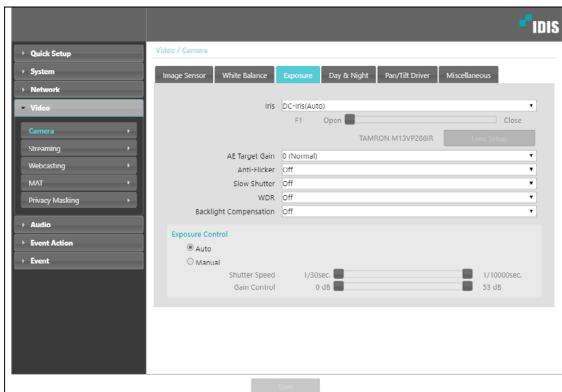 IDIS
Quick Setup
System
Network
Video
Camera
Streaming
Webcasting
MAT
Privacy Masking
Audio
Event Action
Event
Video / Camera
Image Sensor White Balance Exposure Day & Night Pan/Tilt Driver Miscellaneous
Iris DC-Iris(Auto)
F1 Open Close
TAMRON M13VP288IR Lens Setup
AE Target Gain 0 (Normal)
Anti-Flicker Off
Slow Shutter Off
WDR Off
Backlight Compensation Off
Exposure Control
Auto
Manual
Shutter Speed 1/30sec. 1/10000sec.
Gain Control 0 dB 53 dB
Save